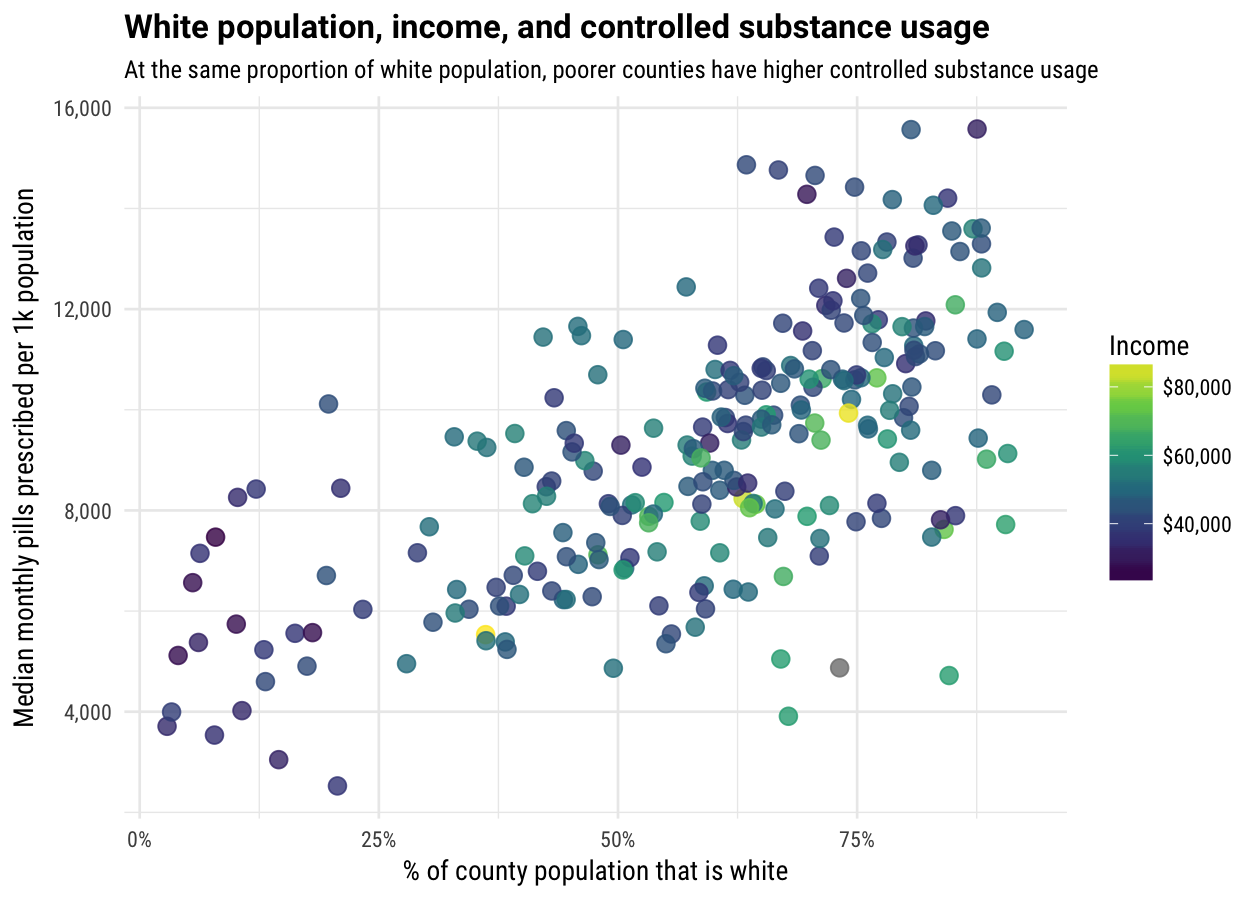 White population, income, and controlled substance usage
At the same proportion of white population, poorer counties have higher controlled substance usage
Median monthly pills prescribed per 1k population
16,000
12,000
8,000
4,000
0%
25%
50%
75%
% of county population that is white
Income
$80,000
$60,000
$40,000